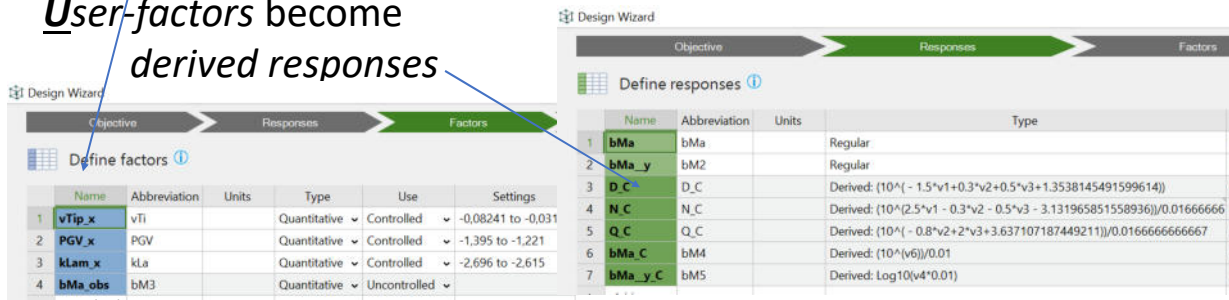 User-factors become
derived responses
Design Wizard
Objective Responses Factors
Define factors
Name Abbreviation Units Type Use Settings
1 vTip_x vTi Quantitative Controlled -0,08241 to -0,031
2 PGV_x PGV Quantitative Controlled -1,395 to -1,221
3 kLam_x kLa Quantitative Controlled -2,696 to -2,615
4 bMa_obs bM3 Quantitative Uncontrolled
Design Wizard
Objective Responses Factors
Define responses
Name Abbreviation Units Type
1 bMa bMa Regular
2 bMa__y bM2 Regular
3 D_C D_C Derived: (10^( - 1.5*v1+0.3*v2+0.5*v3+1.3538145491599614))
4 N_C N_C Derived: (10^(2.5*v1 - 0.3*v2 - 0.5*v3 - 3.131965851558936))/0.01666666
5 Q_C Q_C Derived: (10^( - 0.8*v2+2*v3+3.637107187449211))/0.0166666666667
6 bMa_C bM4 Derived: (10^(v6))/0.01
7 bMa__y_C bM5 Derived: Log10(v4*0.01)